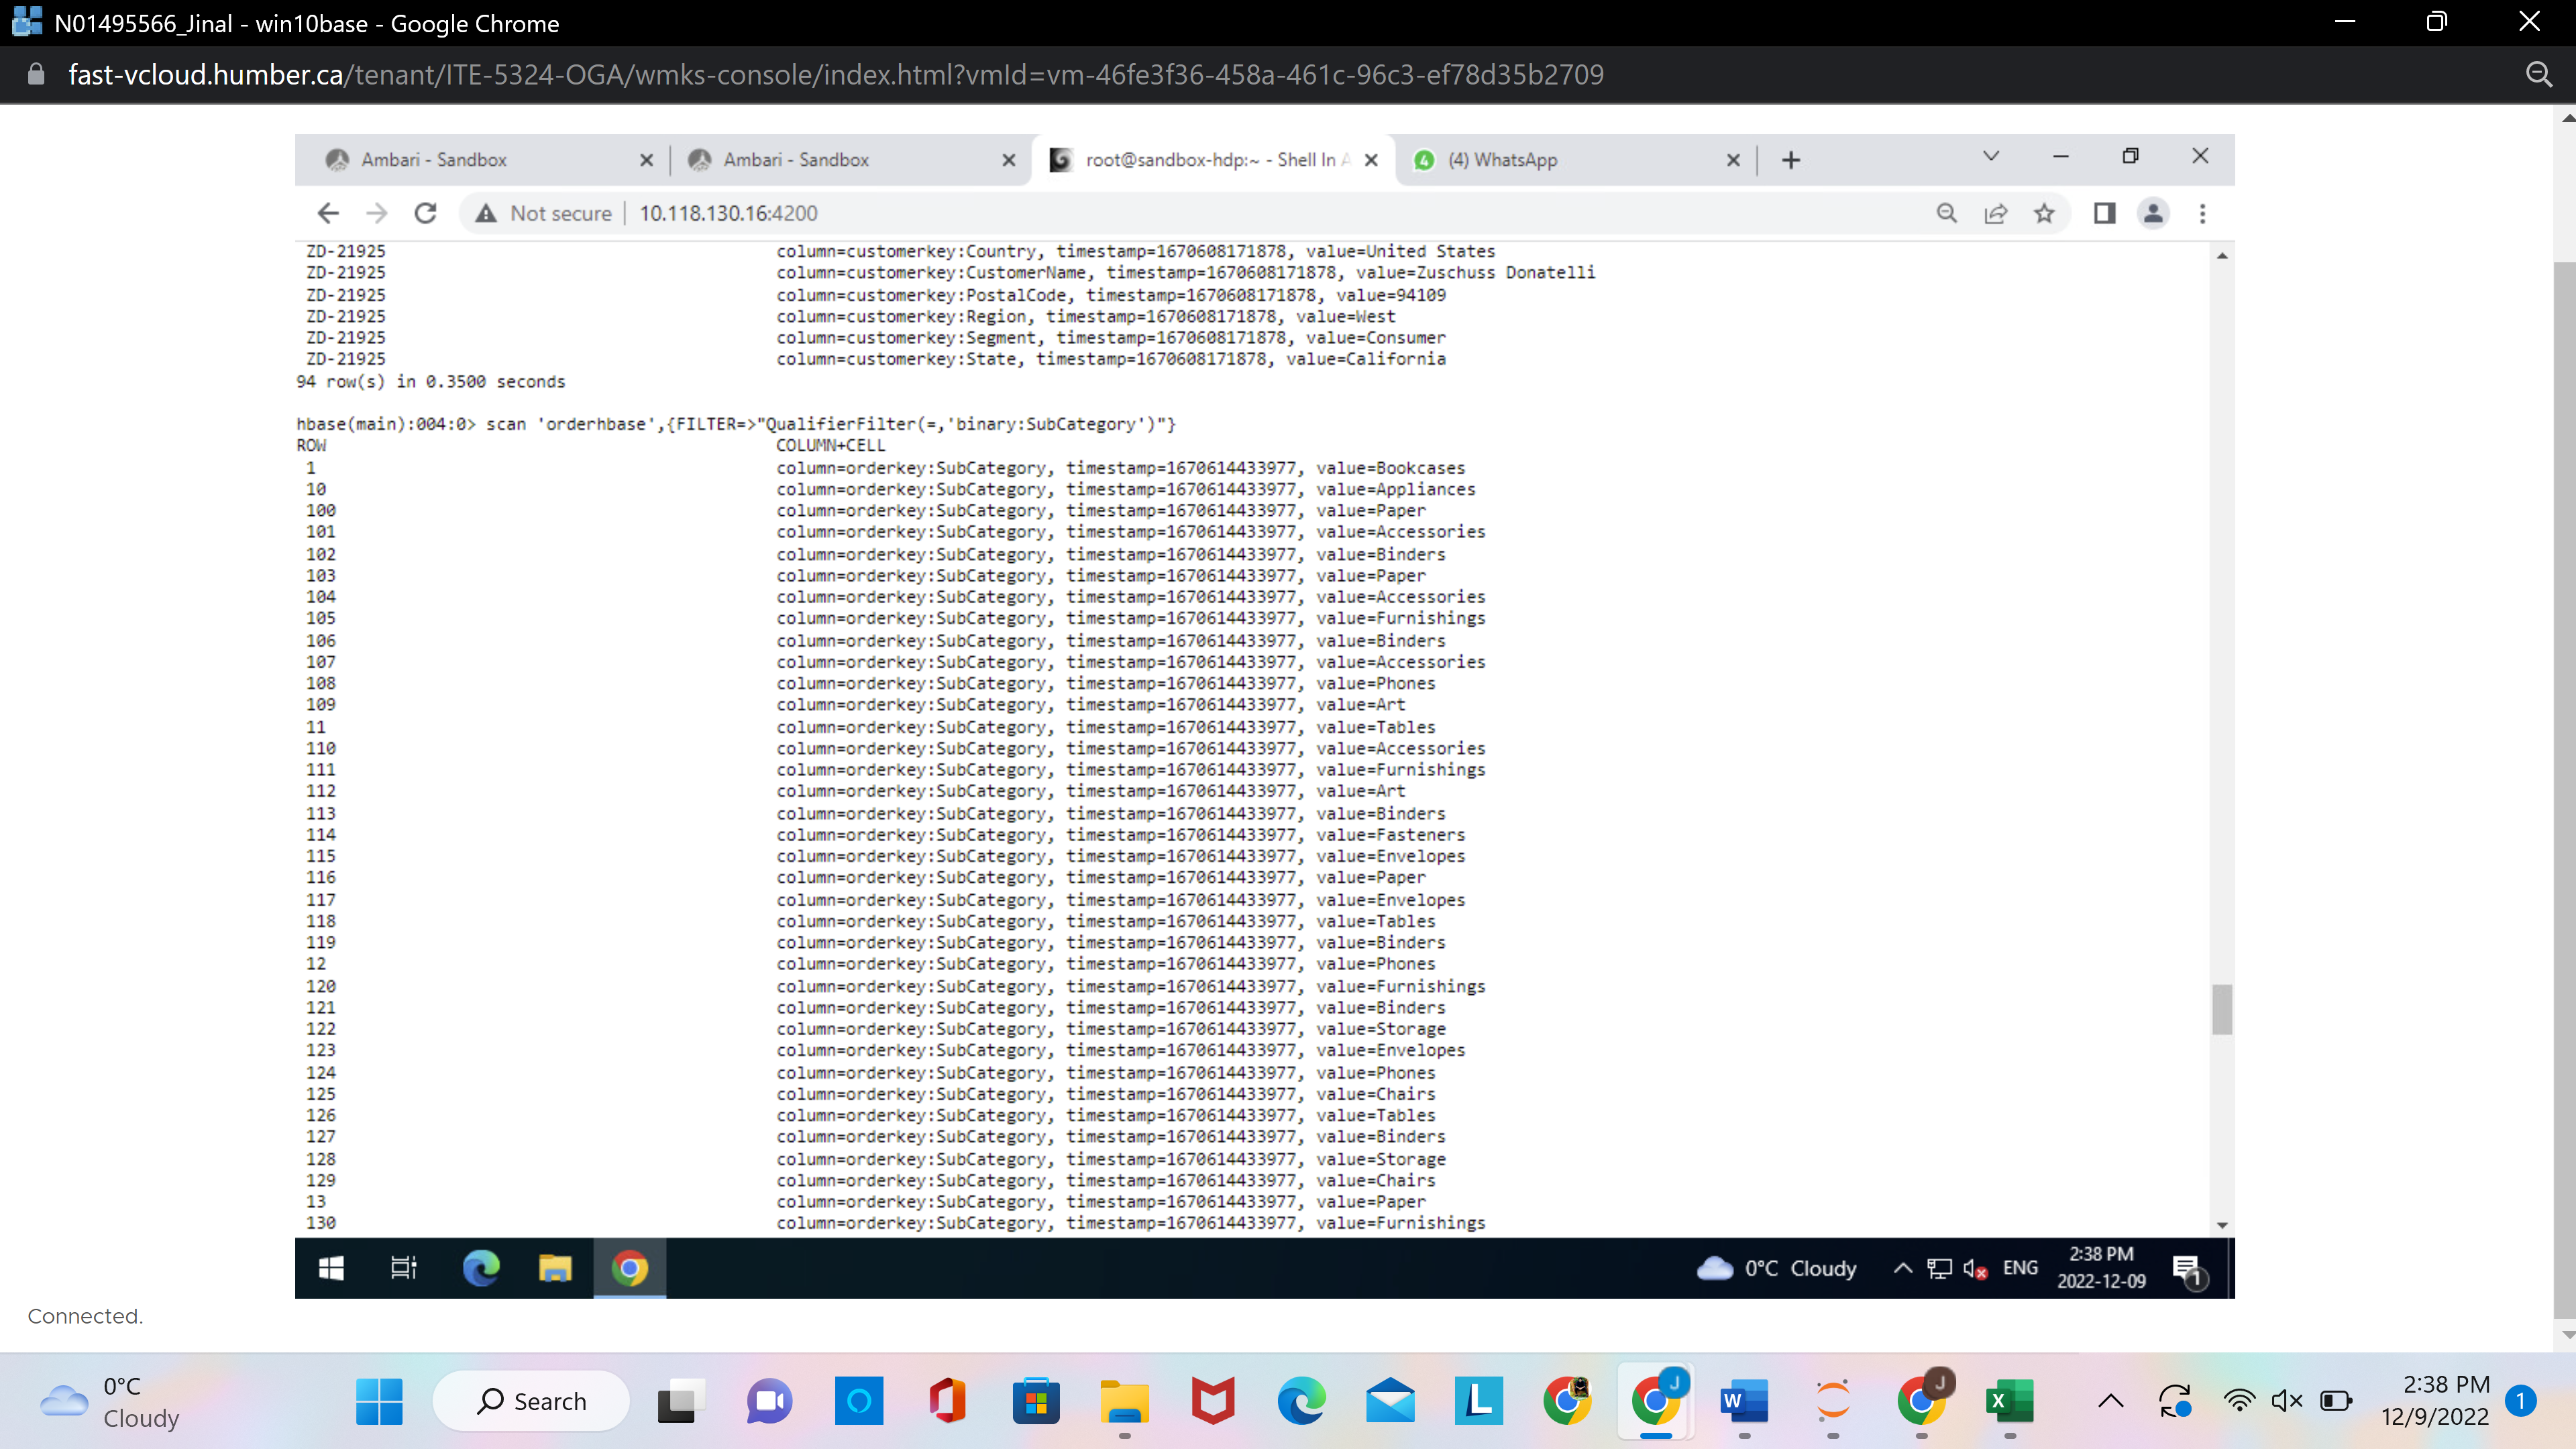 N01495566_Jinal - win10base - Google Chrome
fast-vcloud.humber.ca/tenant/ITE-5324-OGA/wmks-console/index.html?vmId=vm-46fe3f36-458a-461c-96c3-ef78d35b2709
Ambari - Sandbox
Ambari - Sandbox
root@sandbox-hdp:~ - Shell In A
(4) WhatsApp
Not secure 10.118.130.16:4200
ZD-21925 column=customerkey:Country, timestamp=1670608171878, value=United States
ZD-21925 column=customerkey:CustomerName, timestamp=1670608171878, value=Zuschuss Donatelli
ZD-21925 column=customerkey:PostalCode, timestamp=1670608171878, value=94109
ZD-21925 column=customerkey:Region, timestamp=1670608171878, value=West
ZD-21925 column=customerkey:Segment, timestamp=1670608171878, value=Consumer
ZD-21925 column=customerkey:State, timestamp=1670608171878, value=California
94 row(s) in 0.3500 seconds
hbase(main):004:0> scan 'orderhbase',{FILTER=>"QualifierFilter(=,'binary:SubCategory')"}
ROW COLUMN+CELL
1 column=orderkey:SubCategory, timestamp=1670614433977, value=Bookcases
10 column=orderkey:SubCategory, timestamp=1670614433977, value=Appliances
100 column=orderkey:SubCategory, timestamp=1670614433977, value=Paper
101 column=orderkey:SubCategory, timestamp=1670614433977, value=Accessories
102 column=orderkey:SubCategory, timestamp=1670614433977, value=Binders
103 column=orderkey:SubCategory, timestamp=1670614433977, value=Paper
104 column=orderkey:SubCategory, timestamp=1670614433977, value=Accessories
105 column=orderkey:SubCategory, timestamp=1670614433977, value=Furnishings
106 column=orderkey:SubCategory, timestamp=1670614433977, value=Binders
107 column=orderkey:SubCategory, timestamp=1670614433977, value=Accessories
108 column=orderkey:SubCategory, timestamp=1670614433977, value=Phones
109 column=orderkey:SubCategory, timestamp=1670614433977, value=Art
11 column=orderkey:SubCategory, timestamp=1670614433977, value=Tables
110 column=orderkey:SubCategory, timestamp=1670614433977, value=Accessories
111 column=orderkey:SubCategory, timestamp=1670614433977, value=Furnishings
112 column=orderkey:SubCategory, timestamp=1670614433977, value=Art
113 column=orderkey:SubCategory, timestamp=1670614433977, value=Binders
114 column=orderkey:SubCategory, timestamp=1670614433977, value=Fasteners
115 column=orderkey:SubCategory, timestamp=1670614433977, value=Envelopes
116 column=orderkey:SubCategory, timestamp=1670614433977, value=Paper
117 column=orderkey:SubCategory, timestamp=1670614433977, value=Envelopes
118 column=orderkey:SubCategory, timestamp=1670614433977, value=Tables
119 column=orderkey:SubCategory, timestamp=1670614433977, value=Binders
12 column=orderkey:SubCategory, timestamp=1670614433977, value=Phones
120 column=orderkey:SubCategory, timestamp=1670614433977, value=Furnishings
121 column=orderkey:SubCategory, timestamp=1670614433977, value=Binders
122 column=orderkey:SubCategory, timestamp=1670614433977, value=Storage
123 column=orderkey:SubCategory, timestamp=1670614433977, value=Envelopes
124 column=orderkey:SubCategory, timestamp=1670614433977, value=Phones
125 column=orderkey:SubCategory, timestamp=1670614433977, value=Chairs
126 column=orderkey:SubCategory, timestamp=1670614433977, value=Tables
127 column=orderkey:SubCategory, timestamp=1670614433977, value=Binders
128 column=orderkey:SubCategory, timestamp=1670614433977, value=Storage
129 column=orderkey:SubCategory, timestamp=1670614433977, value=Chairs
13 column=orderkey:SubCategory, timestamp=1670614433977, value=Paper
130 column=orderkey:SubCategory, timestamp=1670614433977, value=Furnishings
0°C Cloudy
ENG
2:38 PM
2022-12-09
1
Connected.
0°C
Cloudy
Search
2:38 PM
12/9/2022
1